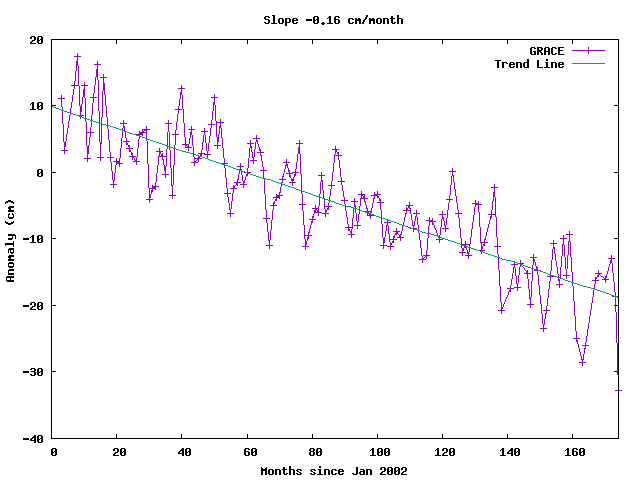 Slope -0.16 cm/month
GRACE
Trend Line
20
10
0
-10
-20
-30
-40
Anomaly (cm)
0 20 40 60 80 100 120 140 160
Months since Jan 2002